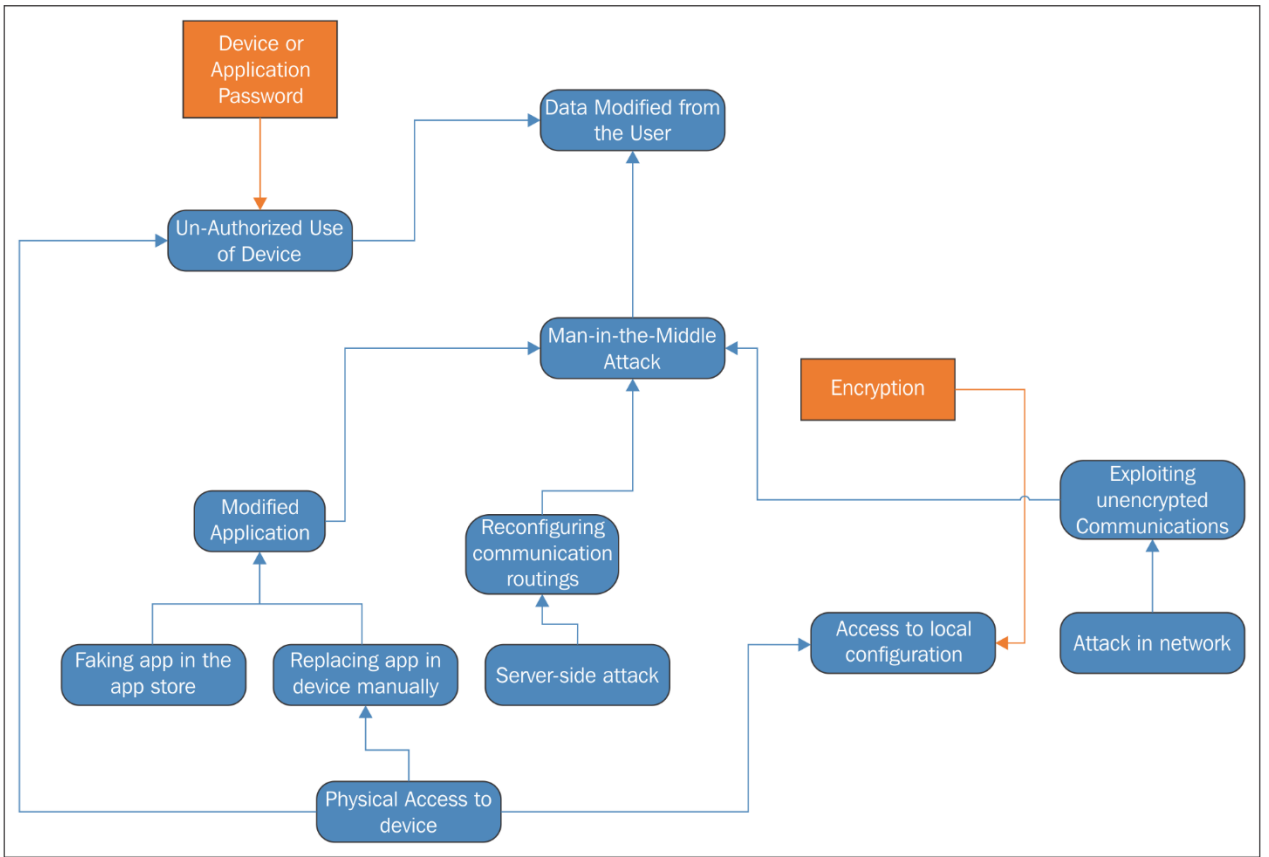 Device or
Application
Password
Data Modified from
the User
Un-Authorized Use
of Device
Man-in-the-Middle
Attack
Encryption
Exploiting
unencrypted
Communications
Modified
Application
Reconfiguring
communication
routings
Access to local
configuration
Attack in network
Faking app in the
app store
Replacing app in
device manually
Server-side attack
Physical Access to
device